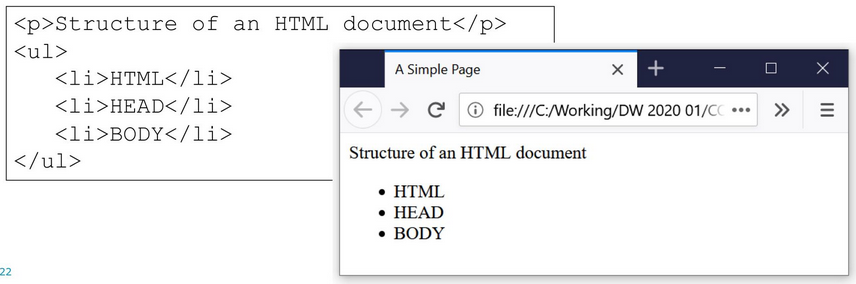 <p>Structure of an HTML document</p>
<ul>
<li>HTML</li>
<li>HEAD</li>
<li>BODY</li>
</ul>
A Simple Page
file:///C:/Working/DW 2020 01/CC
Structure of an HTML document
• HTML
• HEAD
• BODY
22